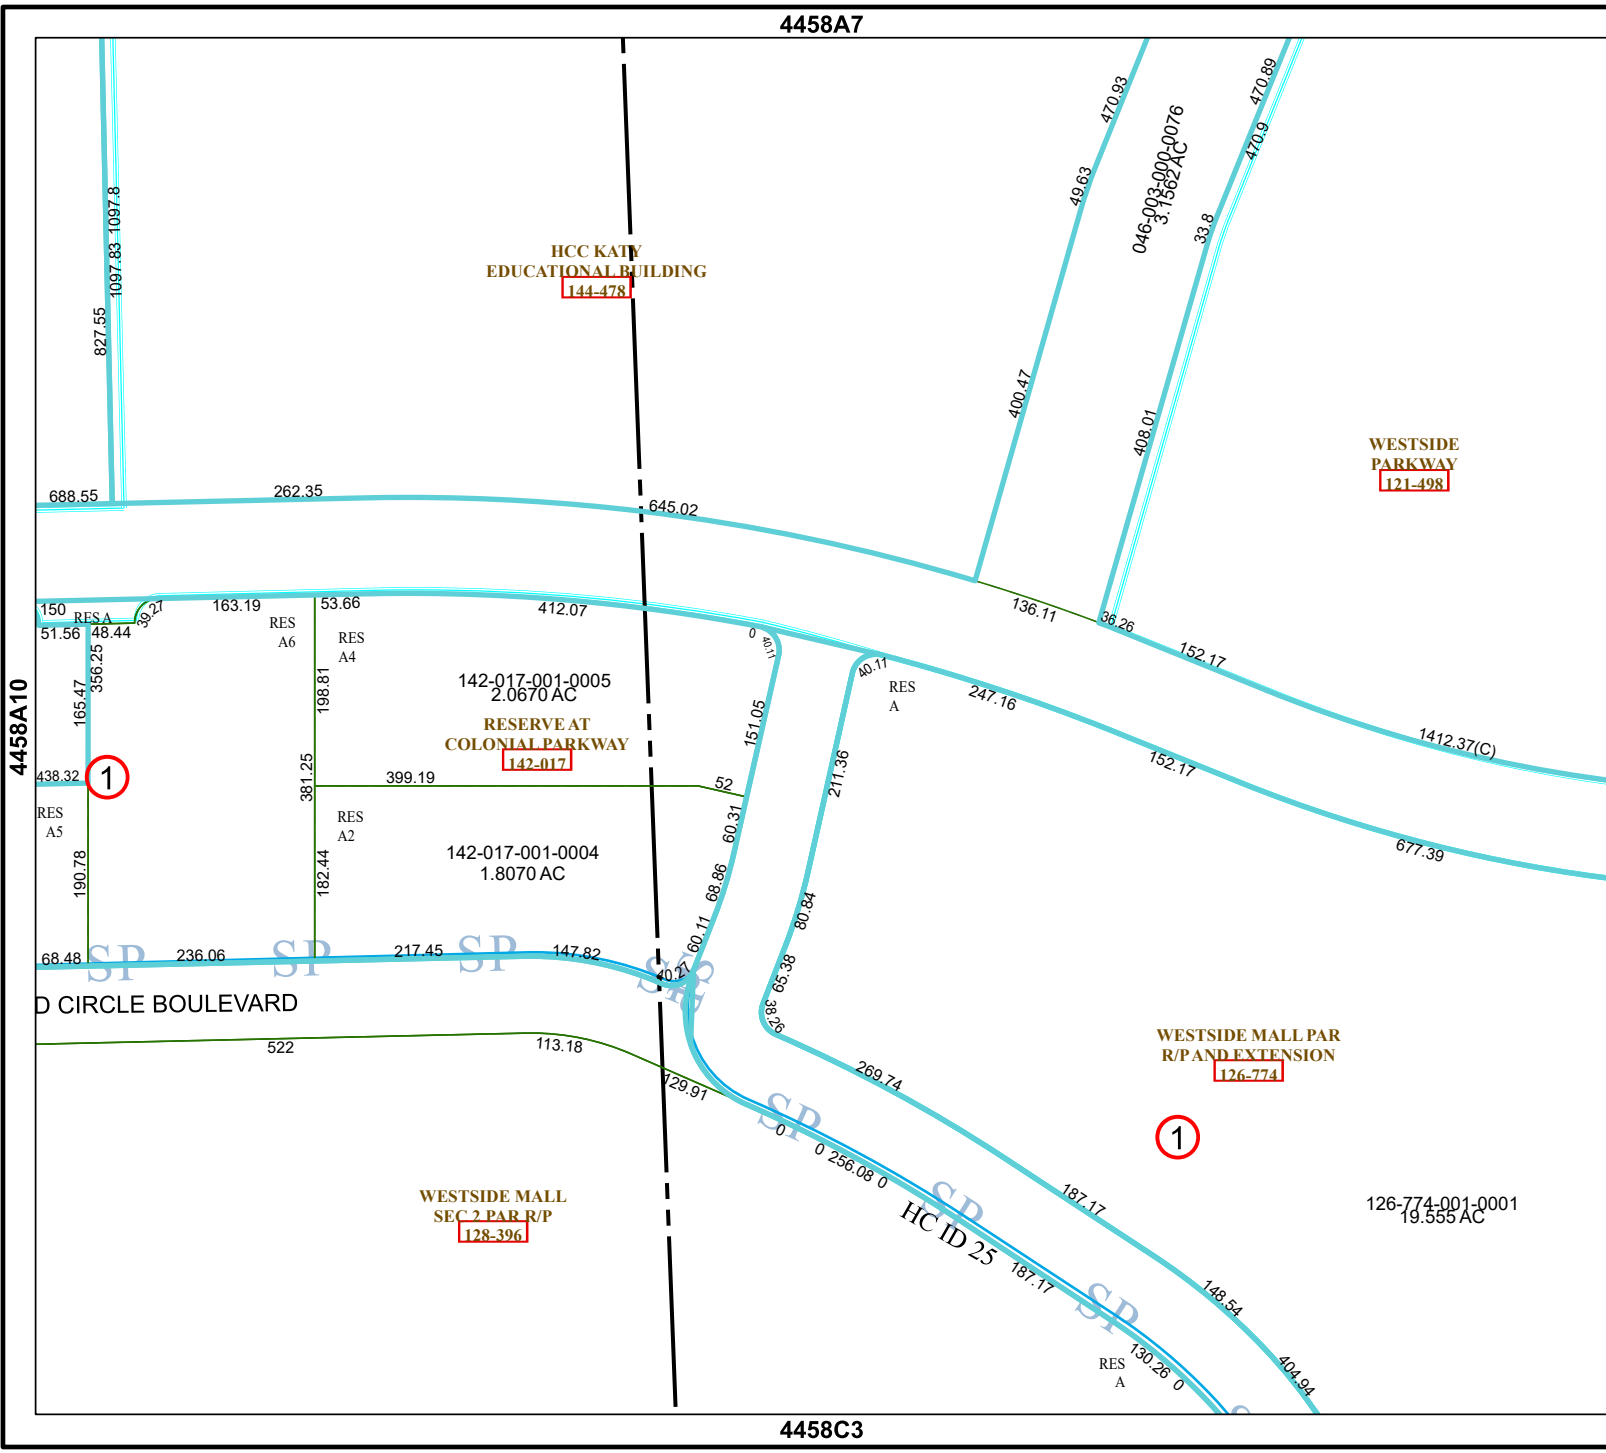 4458A7
470.93
470.89
470.9
046-003-000-0076
3.1562 AC
49.63
33.8
1097.8
1097.83
827.55
HCC KATY
EDUCATIONAL BUILDING
144-478
400.47
408.01
WESTSIDE
PARKWAY
121-498
688.55
262.35
645.02
136.11
36.26
152.17
1412.37(C)
150
RES A
39.27
163.19
53.66
412.07
51.56
48.44
RES
A6
RES
A4
0
40.11
40.11
RES
A
247.16
356.25
165.47
198.81
142-017-001-0005
2.0670 AC
RESERVE AT
COLONIAL PARKWAY
142-017
151.05
211.36
152.17
4458A10
438.32
1
381.25
399.19
52
RES
A5
RES
A2
60.31
677.39
190.78
182.44
142-017-001-0004
1.8070 AC
68.86
80.84
60.11
65.38
68.48
SP
236.06
SP
217.45
SP
147.82
SP
SP
40.27
38.26
D CIRCLE BOULEVARD
522
113.18
129.91
269.74
WESTSIDE MALL PAR
R/P AND EXTENSION
126-774
SP
0
0
256.08
0
1
187.17
126-774-001-0001
19.555 AC
WESTSIDE MALL
SEC 2 PAR R/P
128-396
SP
HC ID 25
187.17
SP
148.54
130.26
0
404.94
RES
A
S
4458C3